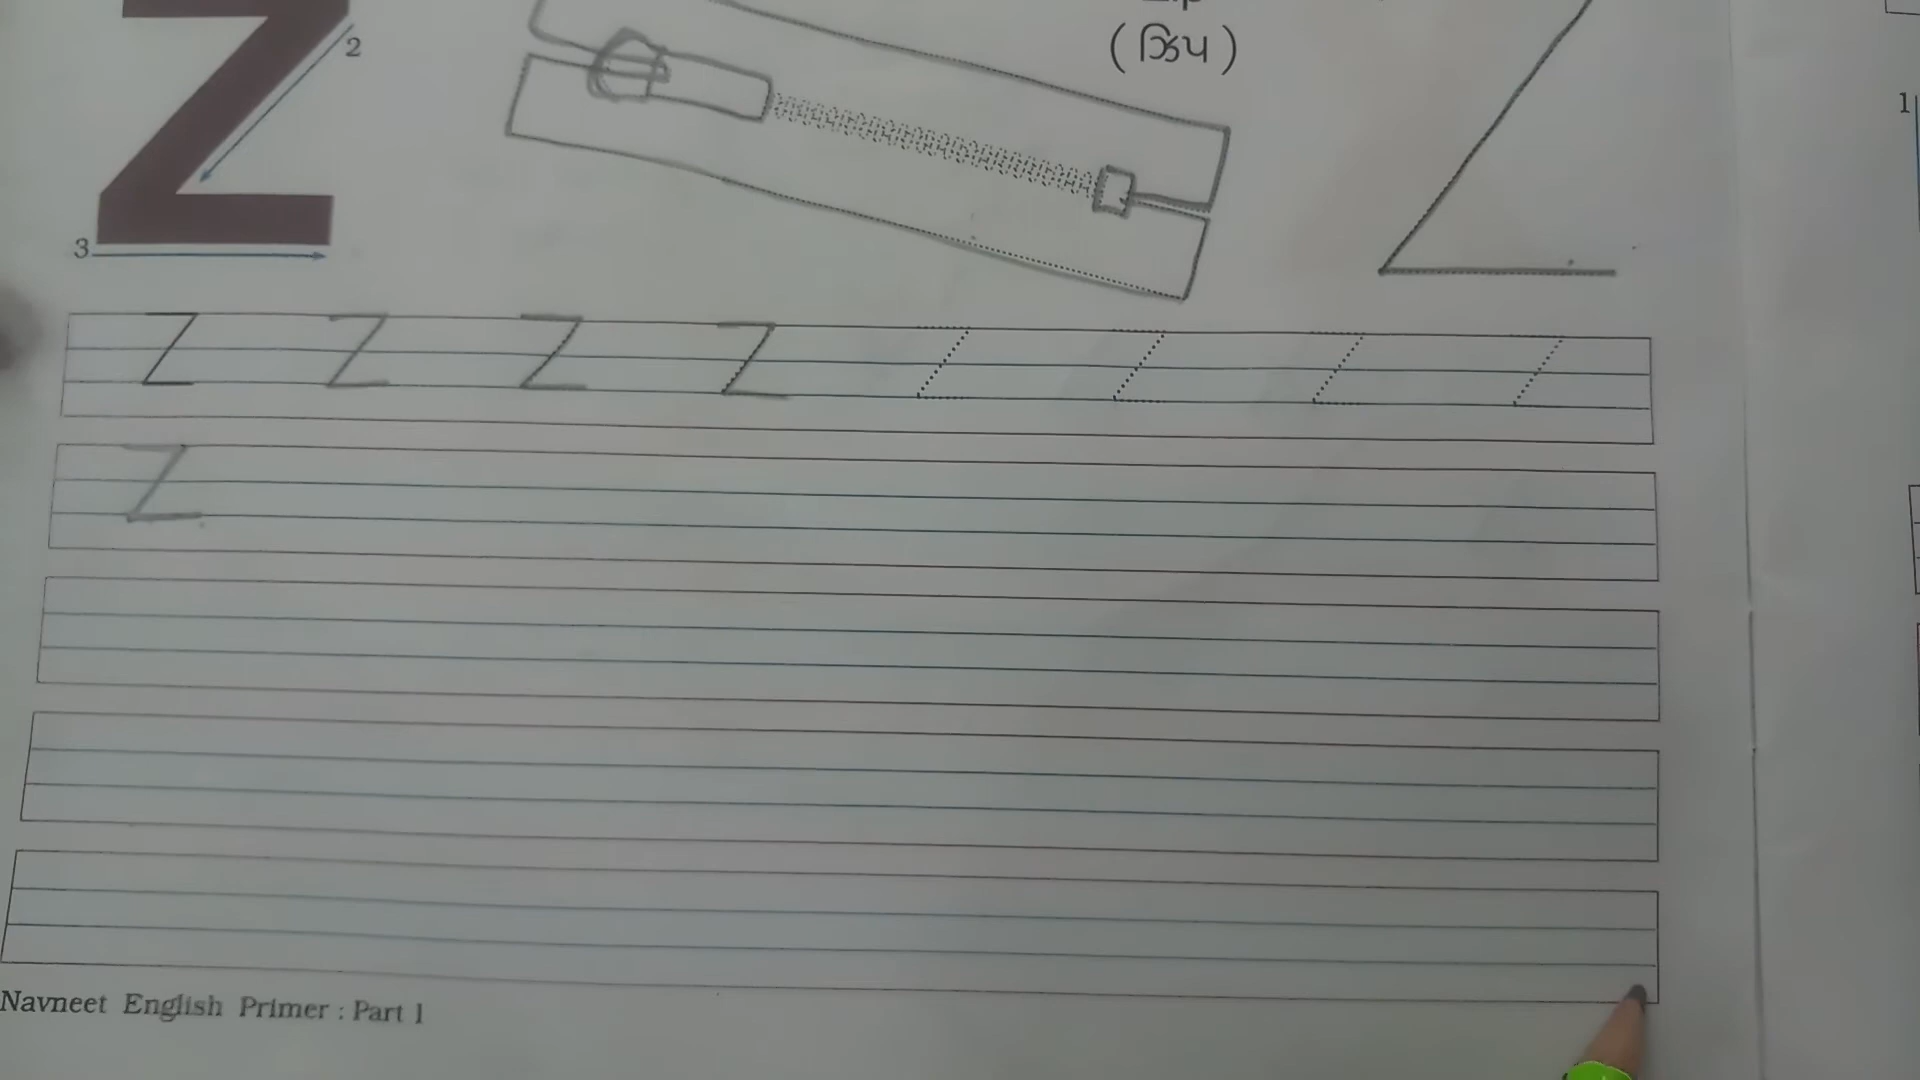 Z
2
(ઝિપ)
3
1
Z Z Z Z Z Z Z Z
Z
Navneet English Primer : Part 1